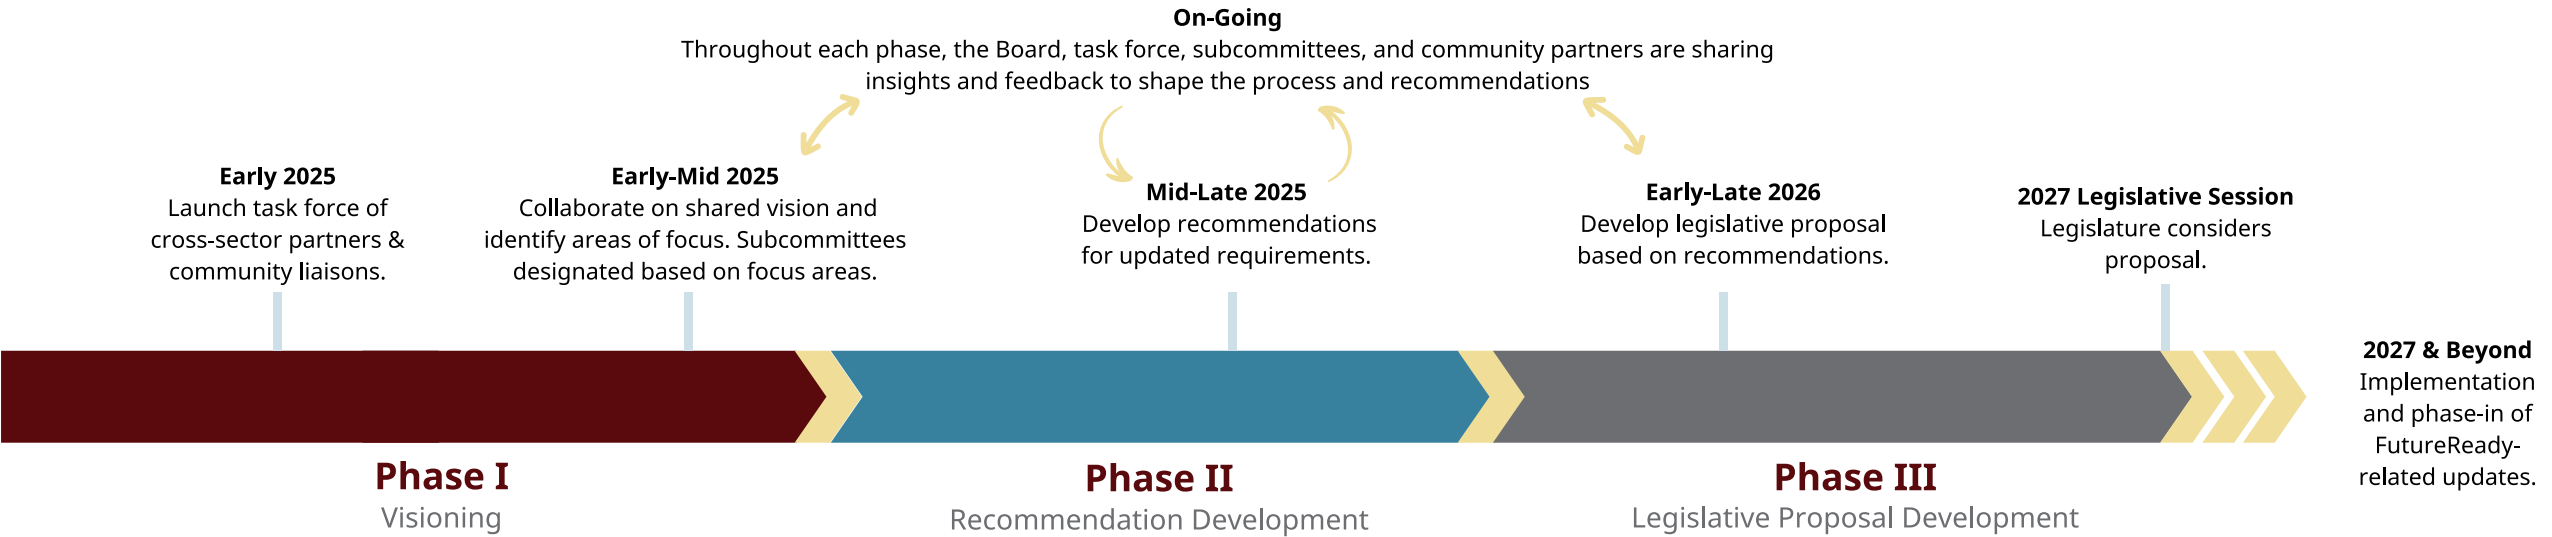 On-Going
Throughout each phase, the Board, task force, subcommittees, and community partners are sharing
insights and feedback to shape the process and recommendations
Early 2025
Launch task force of
cross-sector partners &
community liaisons.
Early-Mid 2025
Collaborate on shared vision and
identify areas of focus. Subcommittees
designated based on focus areas.
Mid-Late 2025
Develop recommendations
for updated requirements.
Early-Late 2026
Develop legislative proposal
based on recommendations.
2027 Legislative Session
Legislature considers
proposal.
2027 & Beyond
Implementation
and phase-in of
FutureReady-
related updates.
Phase I
Visioning
Phase II
Recommendation Development
Phase III
Legislative Proposal Development